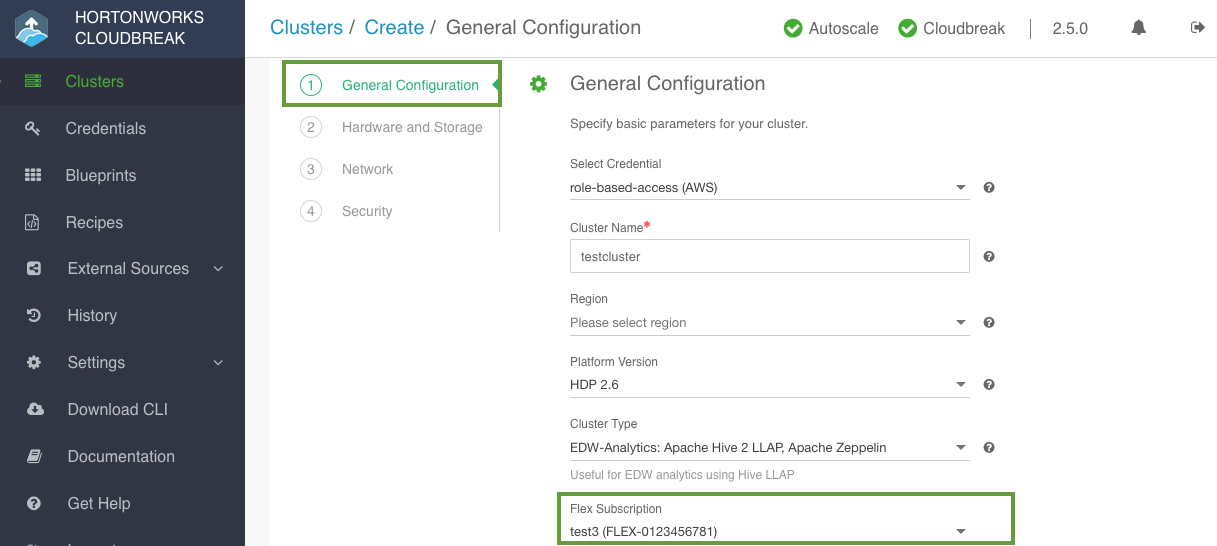 HORTONWORKS
CLOUDBREAK
Clusters
Credentials
Blueprints
Recipes
External Sources
History
Settings
Download CLI
Documentation
Get Help
Clusters / Create / General Configuration
Autoscale
Cloudbreak
2.5.0
1 General Configuration
2 Hardware and Storage
3 Network
4 Security
General Configuration
Specify basic parameters for your cluster.
Select Credential
role-based-access (AWS)
Cluster Name*
testcluster
Region
Please select region
Platform Version
HDP 2.6
Cluster Type
EDW-Analytics: Apache Hive 2 LLAP, Apache Zeppelin
Useful for EDW analytics using Hive LLAP
Flex Subscription
test3 (FLEX-0123456781)